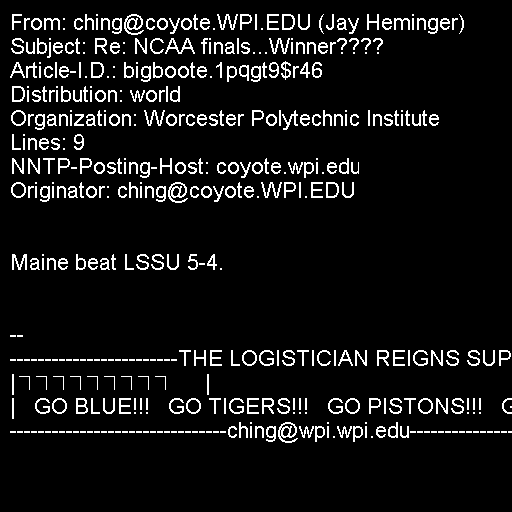 From: ching@coyote.WPI.EDU (Jay Heminger)
Subject: Re: NCAA finals...Winner????
Article-I.D.: bigboote.1pqgt9$r46
Distribution: world
Organization: Worcester Polytechnic Institute
Lines: 9
NNTP-Posting-Host: coyote.wpi.edu
Originator: ching@coyote.WPI.EDU
Maine beat LSSU 5-4.
--
------------------------THE LOGISTICIAN REIGNS SUP
| |
| GO BLUE!!! GO TIGERS!!! GO PISTONS!!! G
-------------------------------ching@wpi.wpi.edu---------------